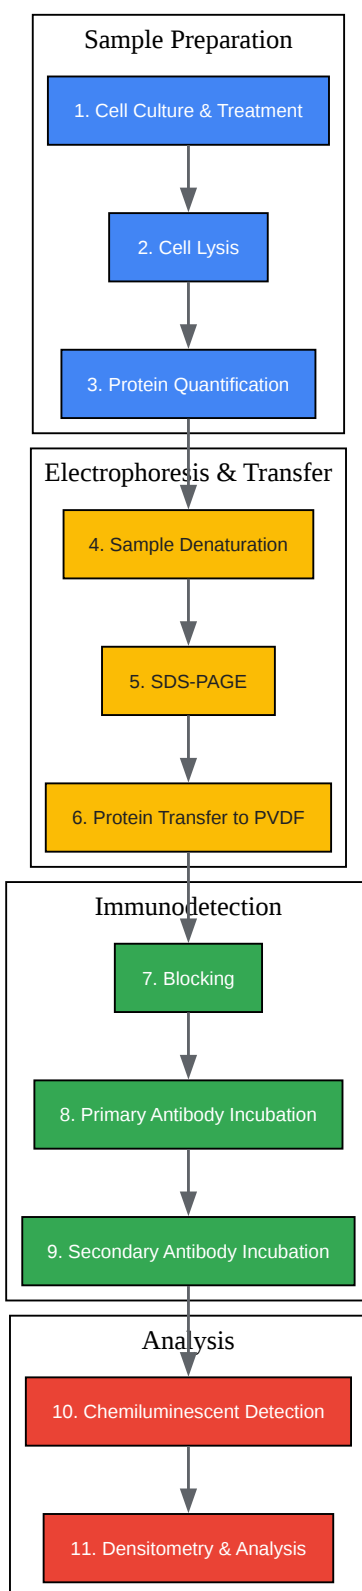 Sample Preparation
1. Cell Culture & Treatment
2. Cell Lysis
3. Protein Quantification
Electrophoresis & Transfer
4. Sample Denaturation
5. SDS-PAGE
6. Protein Transfer to PVDF
Immunodetection
7. Blocking
8. Primary Antibody Incubation
9. Secondary Antibody Incubation
Analysis
10. Chemiluminescent Detection
11. Densitometry & Analysis